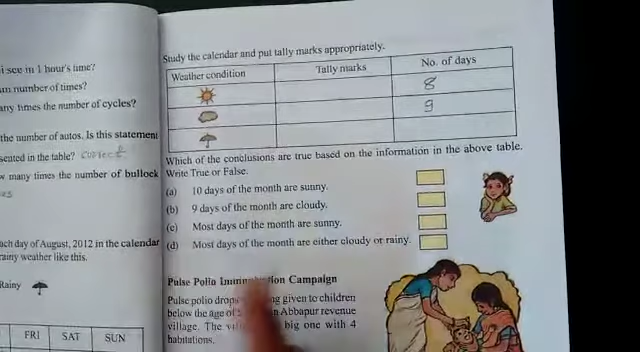 i see in 1 hour's time?
um number of times?
any times the number of cycles?
the number of autos. Is this statement
sented in the table? correct
many times the number of bullock
ach day of August, 2012 in the calendar
rainy weather like this.
Rainy
FRI SAT SUN
Study the calendar and put tally marks appropriately.
Weather condition Tally marks No. of days
8
9
Which of the conclusions are true based on the information in the above table.
Write True or False.
(a) 10 days of the month are sunny.
(b) 9 days of the month are cloudy.
(c) Most days of the month are sunny.
(d) Most days of the month are either cloudy or rainy.
Pulse Polio Campaign
Pulse polio given to children
below the age of Abbapur revenue
village. The big one with 4
habitations.